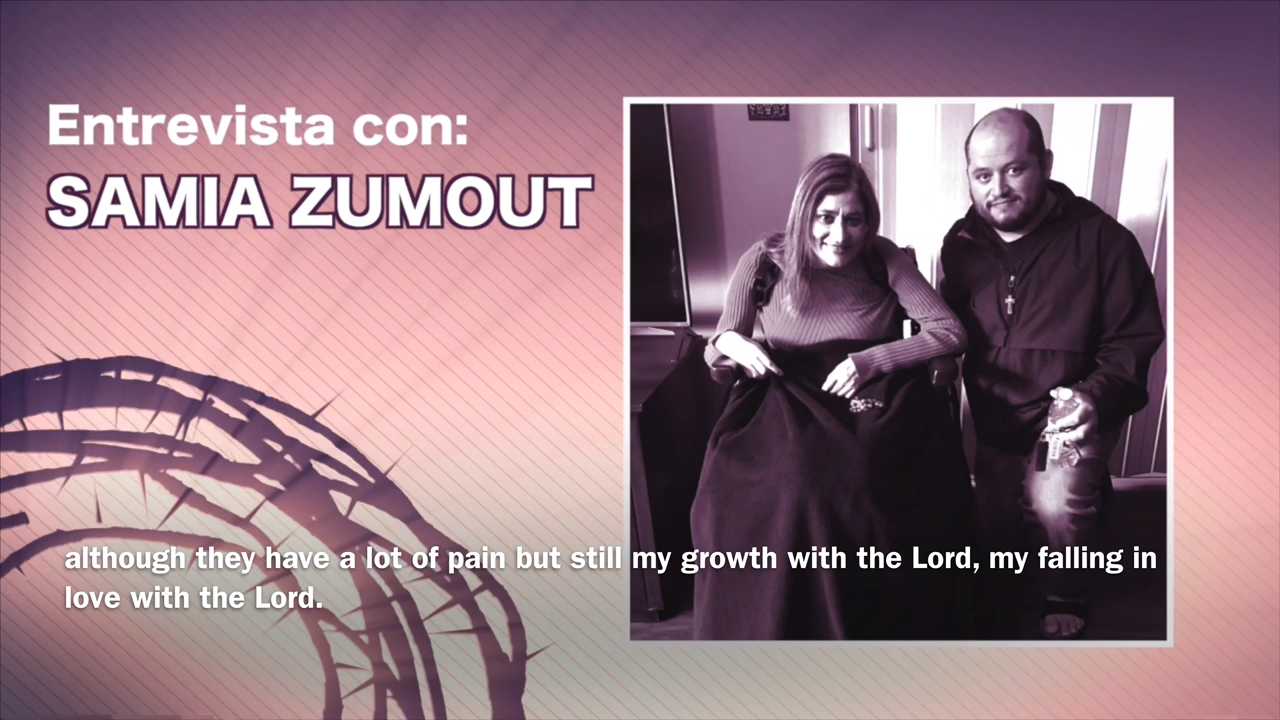 Entrevista con:
SAMIA ZUMOUT
although they have a lot of pain but still my growth with the Lord, my falling in
love with the Lord.